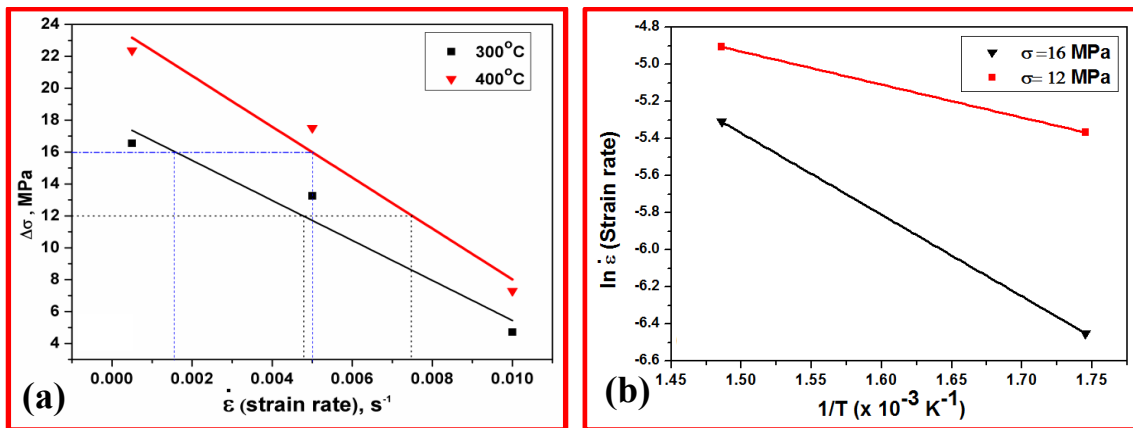 24
22
20
18
16
14
12
10
8
6
4
Δσ, MPa
300°C
400°C
0.000 0.002 0.004 0.006 0.008 0.010
(a)
ε̇ (strain rate), s⁻¹
-4.8
-5.0
-5.2
-5.4
-5.6
-5.8
-6.0
-6.2
-6.4
-6.6
ln ε̇ (Strain rate)
σ =16 MPa
σ= 12 MPa
1.45 1.50 1.55 1.60 1.65 1.70 1.75
(b)
1/T (x 10⁻³ K⁻¹)